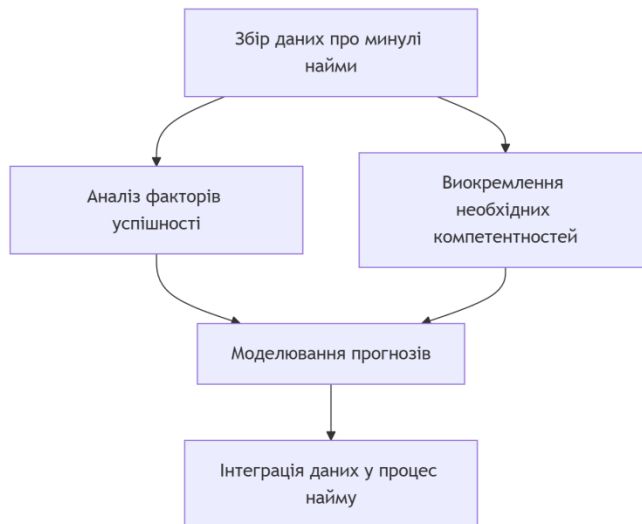 Збір даних про минулі
найми
Аналіз факторів
успішності
Виокремлення
необхідних
компетентностей
Моделювання прогнозів
Інтеграція даних у процес
найму